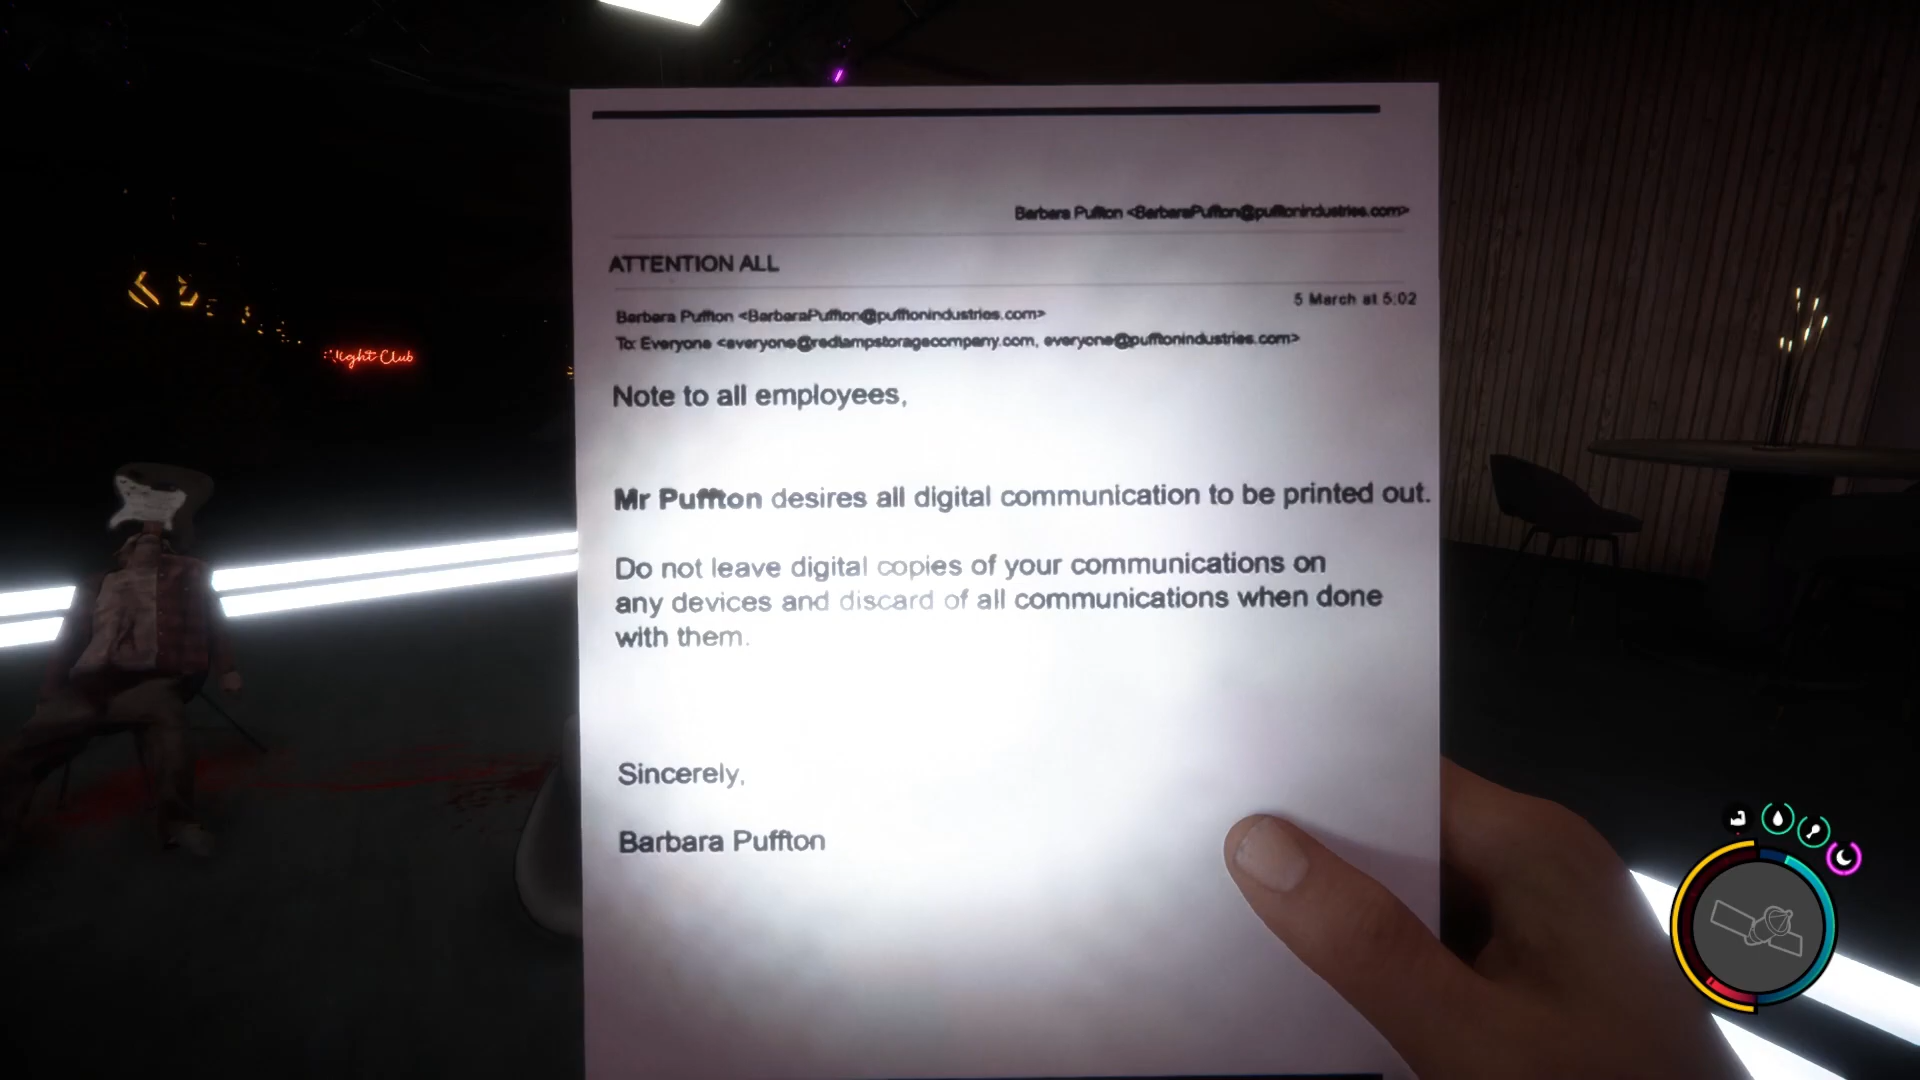 Barbara Puffton <BarbaraPuffton@pufftonindustries.com>
ATTENTION ALL
5 March at 5:02
Barbara Puffton <BarbaraPuffton@pufftonindustries.com>
To: Everyone <everyone@redlampstoragecompany.com, everyone@pufftonindustries.com>
Note to all employees,
Mr Puffton desires all digital communication to be printed out.
Do not leave digital copies of your communications on
any devices and discard of all communications when done
with them.
Sincerely,
Barbara Puffton
Night Club